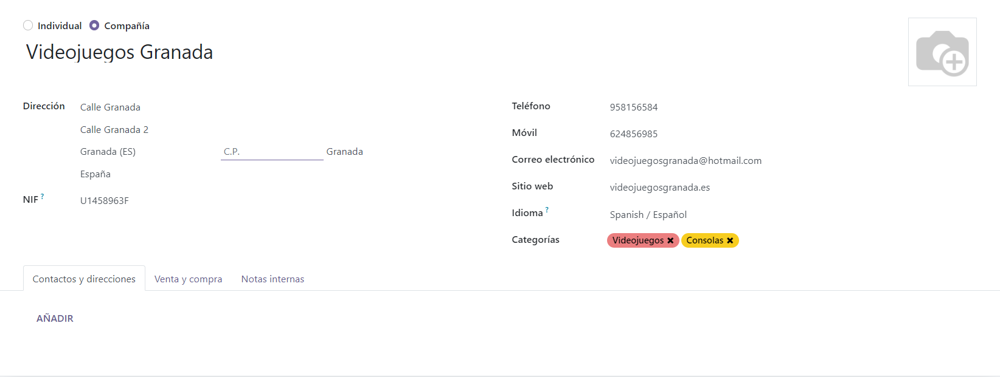 Individual Compañía
Videojuegos Granada
Dirección Calle Granada
Calle Granada 2
Granada (ES) C.P. Granada
España
NIF ? U1458963F
Teléfono 958156584
Móvil 624856985
Correo electrónico videojuegosgranada@hotmail.com
Sitio web videojuegosgranada.es
Idioma ? Spanish / Español
Categorías Videojuegos ✖ Consolas ✖
Contactos y direcciones Venta y compra Notas internas
AÑADIR